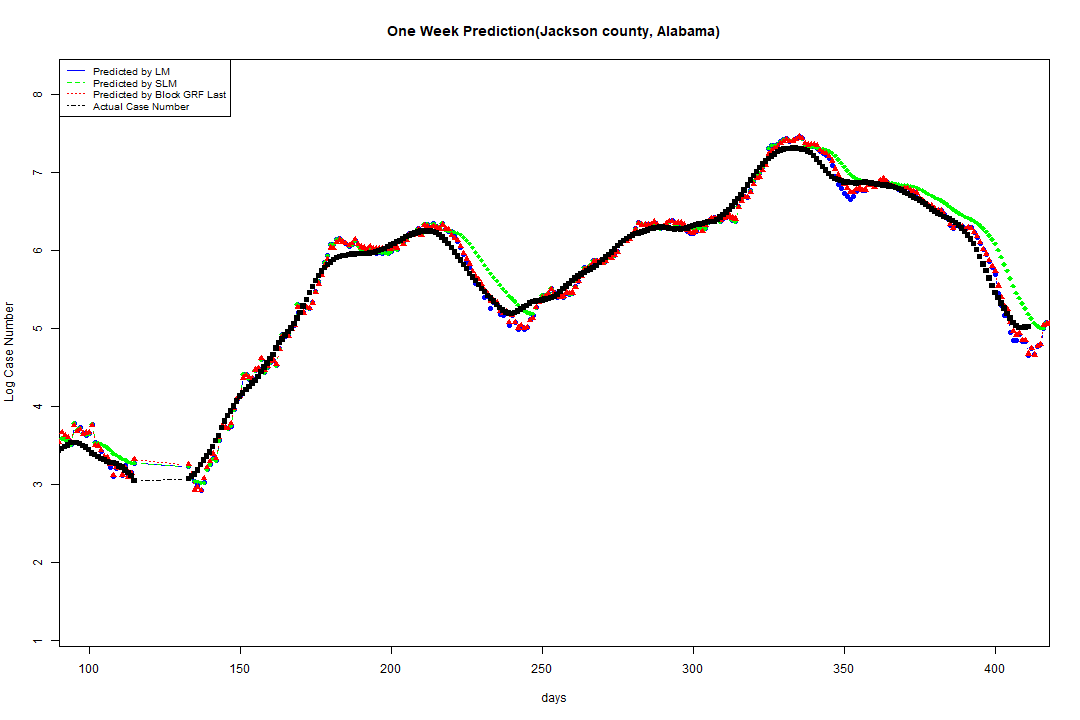 One Week Prediction(Jackson county, Alabama)
Predicted by LM
Predicted by SLM
Predicted by Block GRF Last
Actual Case Number
8
7
6
5
4
3
2
1
Log Case Number
100 150 200 250 300 350 400
days